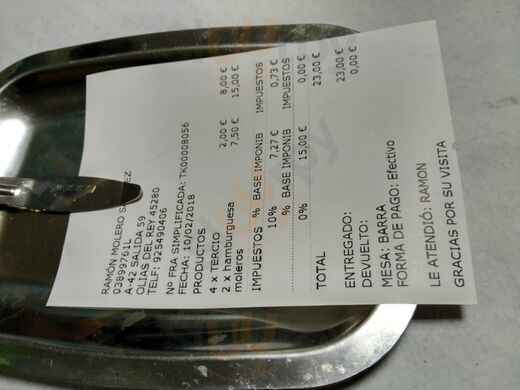 RAMÓN MOLERO
03899761L
A-42 SALIDA 59
OLIAS DEL REY 45280
TELF: 925490406
Nº FRA SIMPLIFICADA: TK00008056
FECHA: 10/02/2018
PRODUCTOS
4 x TERCIO 2,00 € 8,00 €
2 x hamburguesa 7,50 € 15,00 €
moleros
IMPUESTOS % BASE IMPONIB IMPUESTOS
10% 7,27 € 0,73 €
% BASE IMPONIB IMPUESTOS
0% 15,00 € 0,00 €
TOTAL 23,00 €
ENTREGADO: 23,00 €
DEVUELTO: 0,00 €
MESA: BARRA
FORMA DE PAGO: Efectivo
LE ATENDIÓ: RAMON
GRACIAS POR SU VISITA